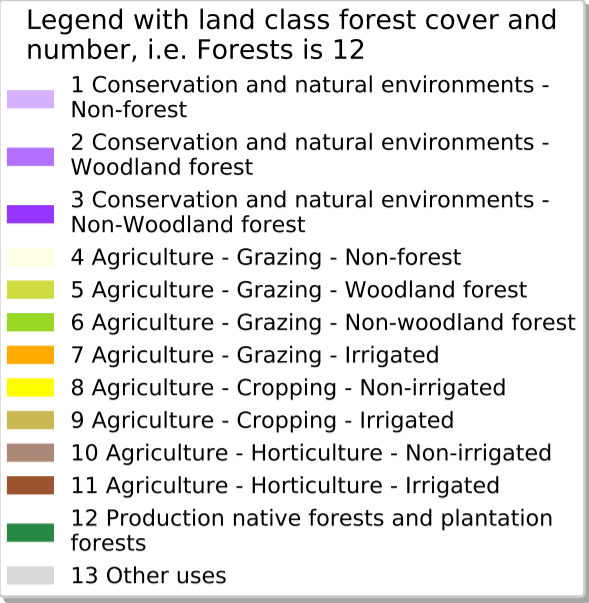 Legend with land class forest cover and
number, i.e. Forests is 12
1 Conservation and natural environments -
Non-forest
2 Conservation and natural environments -
Woodland forest
3 Conservation and natural environments -
Non-Woodland forest
4 Agriculture - Grazing - Non-forest
5 Agriculture - Grazing - Woodland forest
6 Agriculture - Grazing - Non-woodland forest
7 Agriculture - Grazing - Irrigated
8 Agriculture - Cropping - Non-irrigated
9 Agriculture - Cropping - Irrigated
10 Agriculture - Horticulture - Non-irrigated
11 Agriculture - Horticulture - Irrigated
12 Production native forests and plantation
forests
13 Other uses